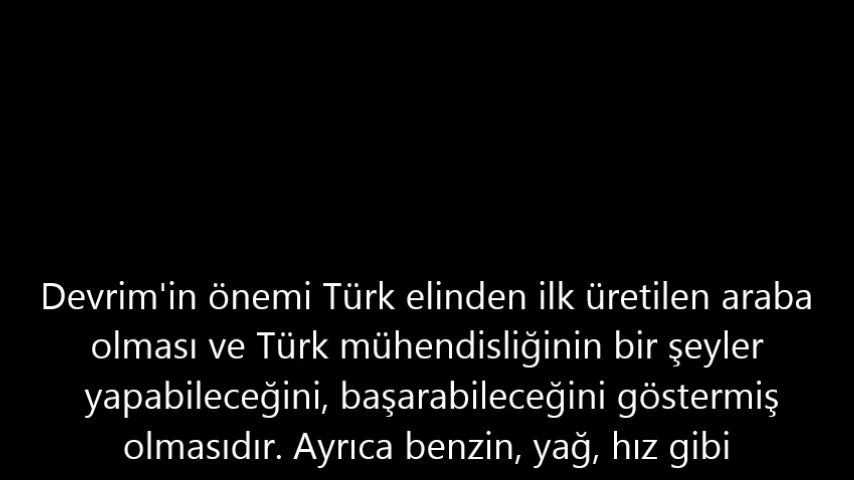 Devrim'in önemi Türk elinden ilk üretilen araba
olması ve Türk mühendisliğinin bir şeyler
yapabileceğini, başarabileceğini göstermiş
olmasıdır. Ayrıca benzin, yağ, hız gibi